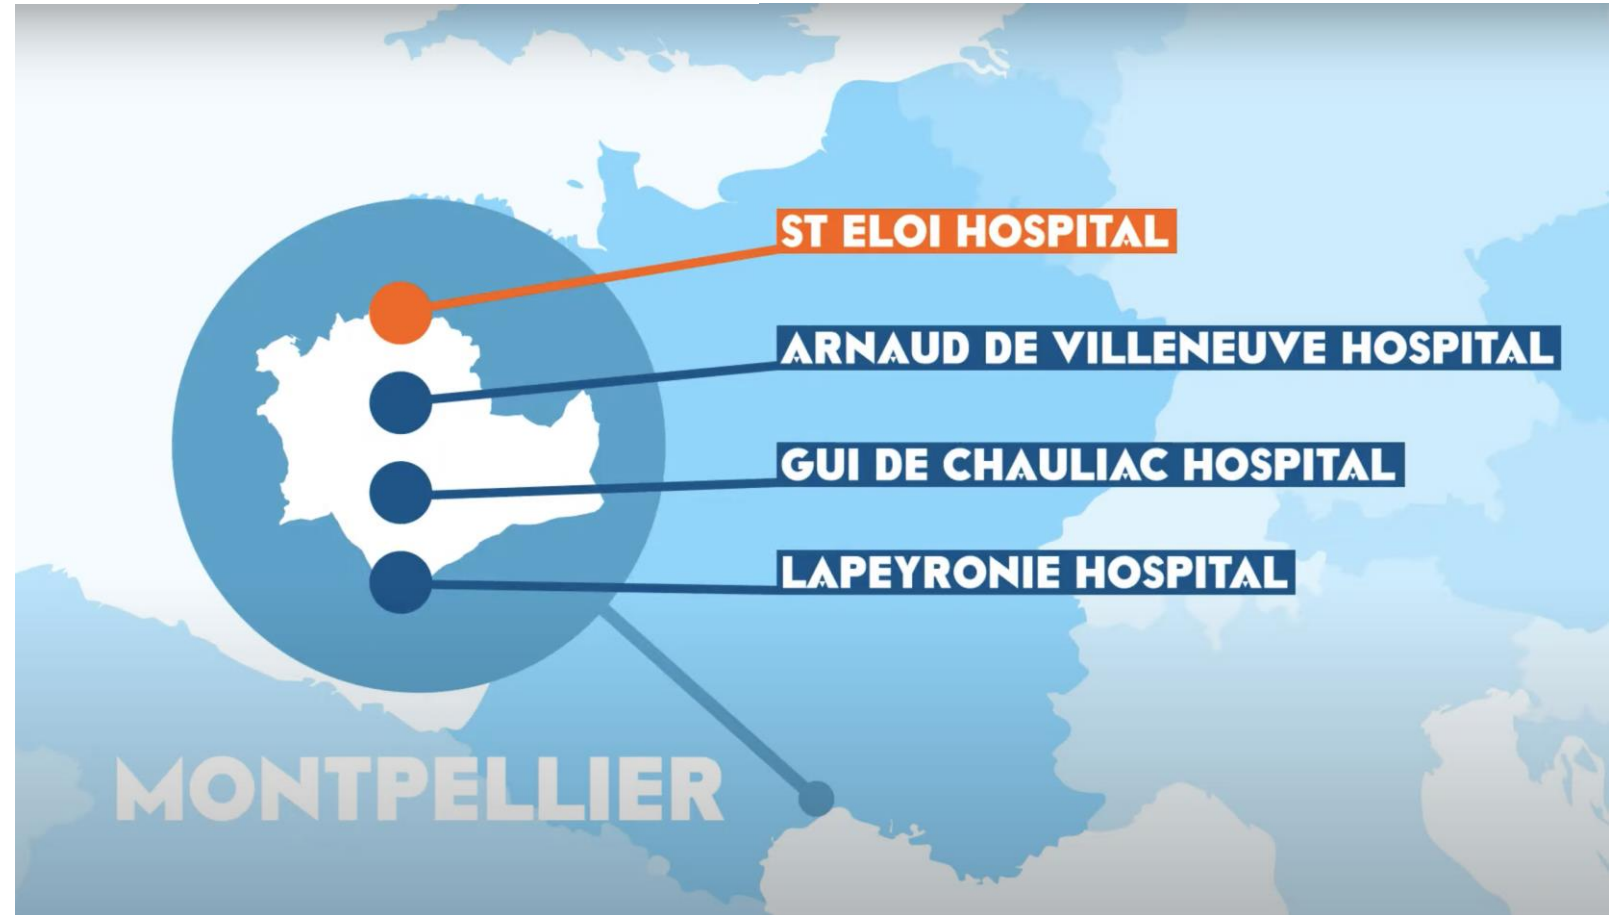 ST ELOI HOSPITAL
ARNAUD DE VILLENEUVE HOSPITAL
GUI DE CHAULIAC HOSPITAL
LAPEYRONIE HOSPITAL
MONTPELLIER